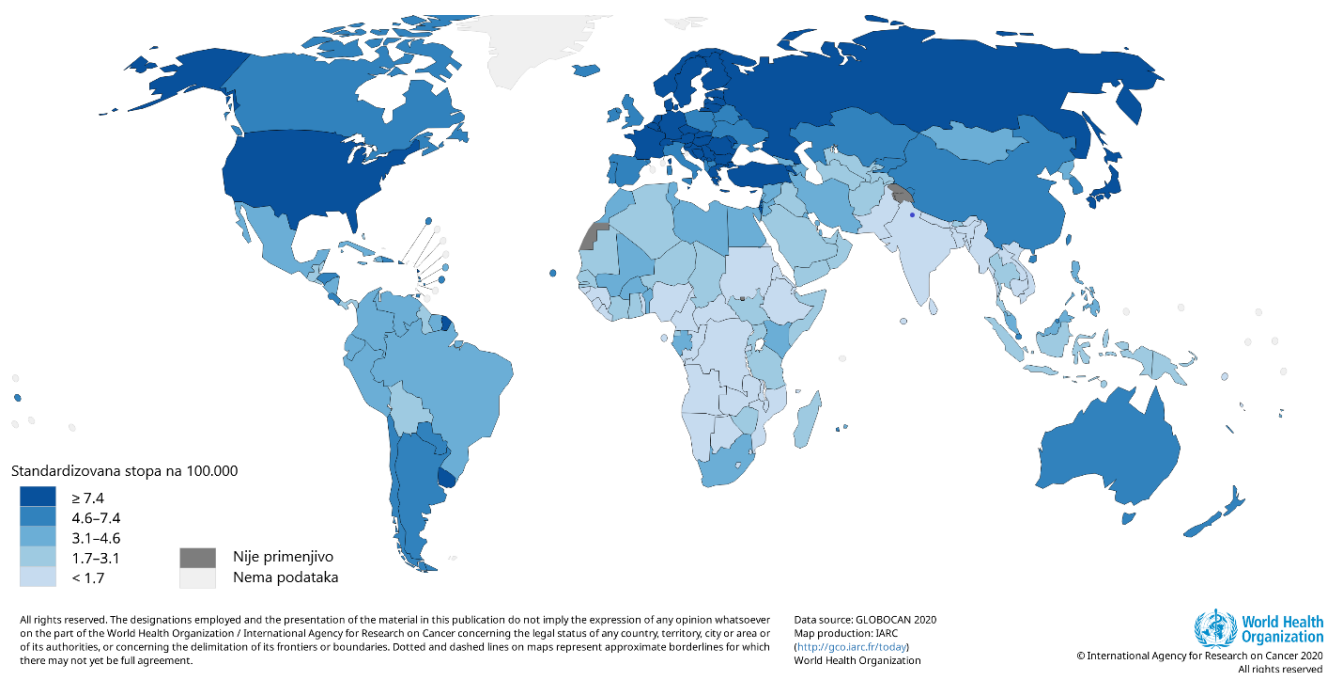 Standardizovana stopa na 100.000
≥ 7.4
4.6–7.4
3.1–4.6
1.7–3.1
< 1.7
Nije primenjivo
Nema podataka
All rights reserved. The designations employed and the presentation of the material in this publication do not imply the expression of any opinion whatsoever
on the part of the World Health Organization / International Agency for Research on Cancer concerning the legal status of any country, territory, city or area or
of its authorities, or concerning the delimitation of its frontiers or boundaries. Dotted and dashed lines on maps represent approximate borderlines for which
there may not yet be full agreement.
Data source: GLOBOCAN 2020
Map production: IARC
(http://gco.iarc.fr/today)
World Health Organization
World Health
Organization
© International Agency for Research on Cancer 2020
All rights reserved